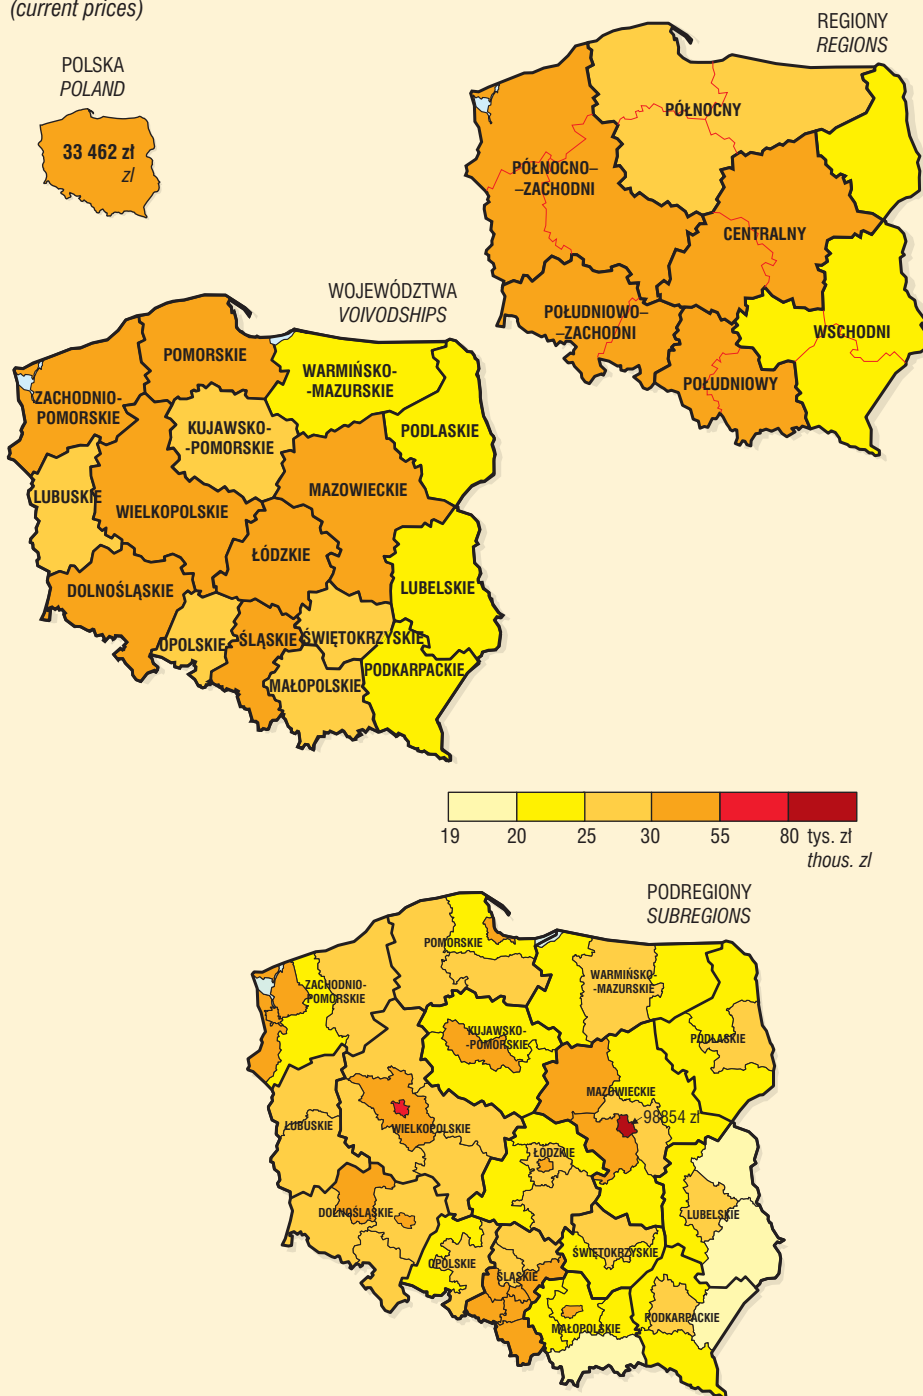 (current prices)
POLSKA
POLAND
33 462 zł
zl
REGIONY
REGIONS
PÓŁNOCNY
PÓŁNOCNO–
–ZACHODNI
CENTRALNY
POŁUDNIOWO–
–ZACHODNI
WSCHODNI
POŁUDNIOWY
WOJEWÓDZTWA
VOIVODSHIPS
POMORSKIE
WARMIŃSKO-
-MAZURSKIE
ZACHODNIO-
POMORSKIE
KUJAWSKO-
-POMORSKIE
PODLASKIE
LUBUSKIE
WIELKOPOLSKIE
MAZOWIECKIE
ŁÓDZKIE
DOLNOŚLĄSKIE
LUBELSKIE
OPOLSKIE
ŚLĄSKIE
ŚWIĘTOKRZYSKIE
MAŁOPOLSKIE
PODKARPACKIE
19 20 25 30 55 80 tys. zł
thous. zl
PODREGIONY
SUBREGIONS
POMORSKIE
ZACHODNIO-
-POMORSKIE
WARMIŃSKO-
-MAZURSKIE
KUJAWSKO-
-POMORSKIE
PODLASKIE
MAZOWIECKIE
98854 zl
LUBUSKIE
WIELKOPOLSKIE
ŁÓDZKIE
DOLNOŚLĄSKIE
LUBELSKIE
OPOLSKIE
ŚLĄSKIE
ŚWIĘTOKRZYSKIE
MAŁOPOLSKIE
PODKARPACKIE